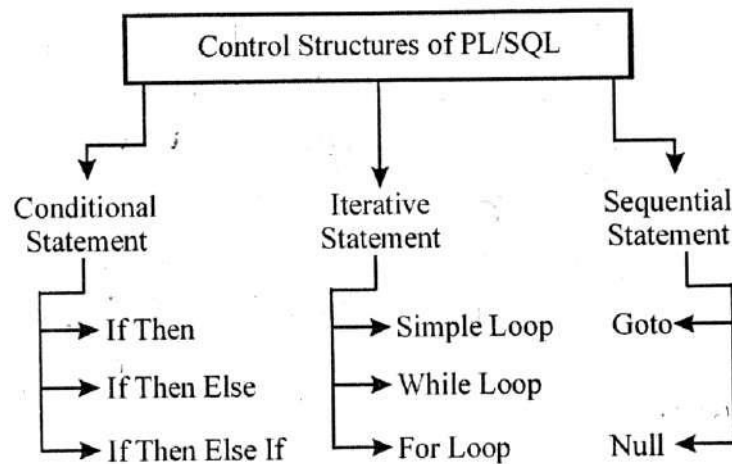 Control Structures of PL/SQL
Conditional
Statement
If Then
If Then Else
If Then Else If
Iterative
Statement
Simple Loop
While Loop
For Loop
Sequential
Statement
Goto
Null